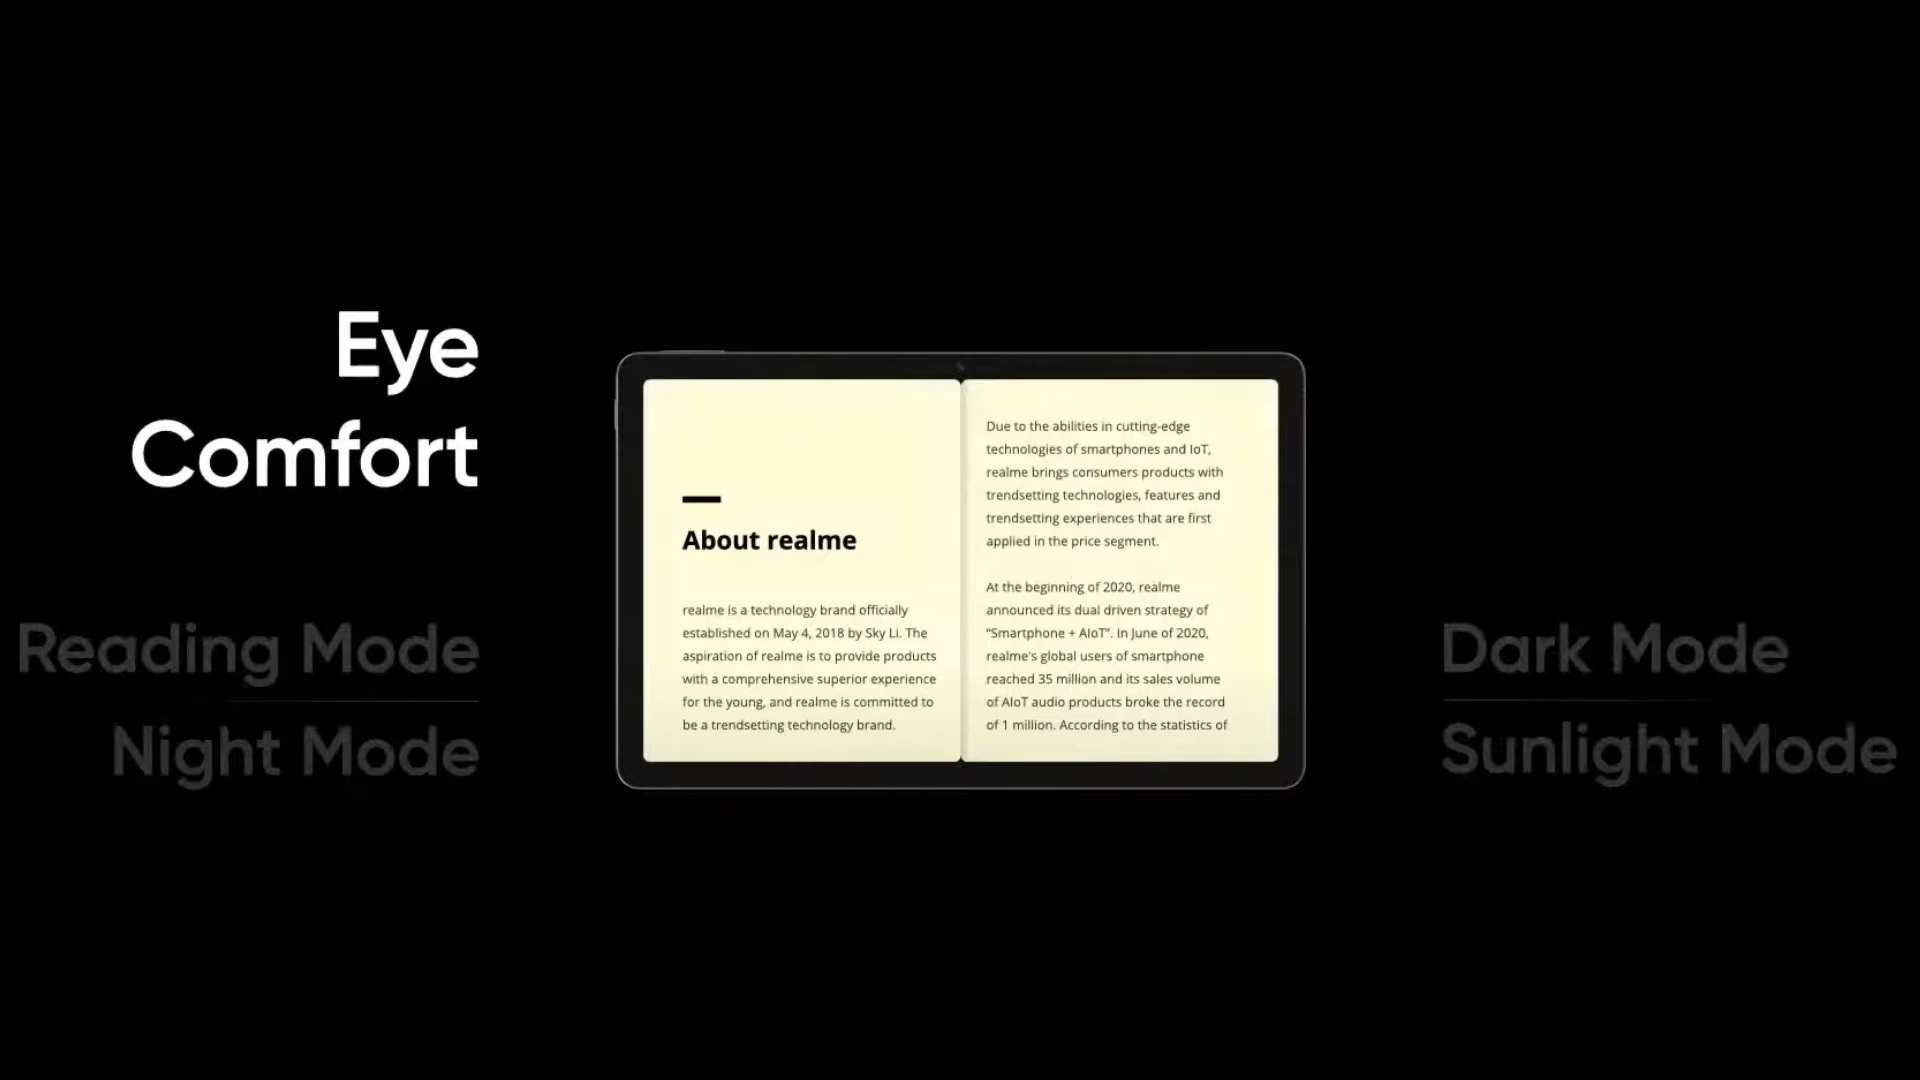 Eye
Comfort
Reading Mode
Night Mode
About realme
realme is a technology brand officially
established on May 4, 2018 by Sky Li. The
aspiration of realme is to provide products
with a comprehensive superior experience
for the young, and realme is committed to
be a trendsetting technology brand.
Due to the abilities in cutting-edge
technologies of smartphones and IoT,
realme brings consumers products with
trendsetting technologies, features and
trendsetting experiences that are first
applied in the price segment.
At the beginning of 2020, realme
announced its dual driven strategy of
“Smartphone + AIoT”. In June of 2020,
realme's global users of smartphone
reached 35 million and its sales volume
of AIoT audio products broke the record
of 1 million. According to the statistics of
Dark Mode
Sunlight Mode